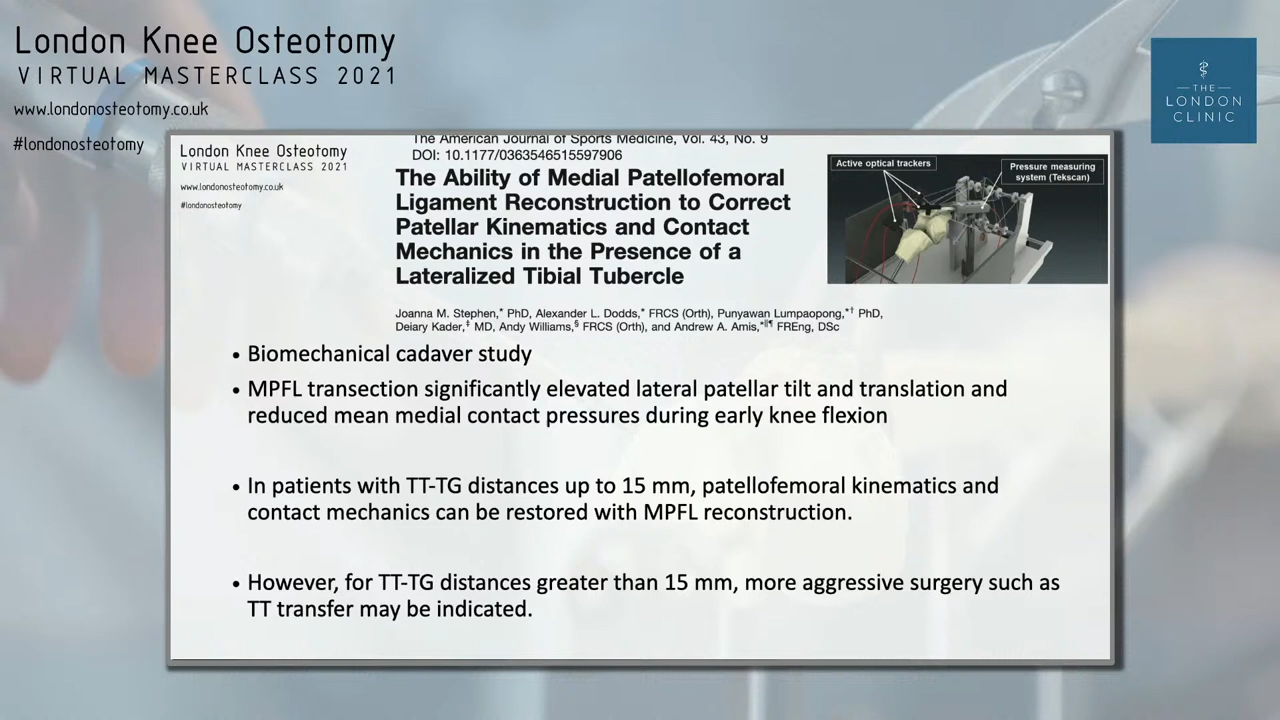 London Knee Osteotomy
VIRTUAL MASTERCLASS 2021
www.londonosteotomy.co.uk
#londonosteotomy
THE
LONDON
CLINIC
London Knee Osteotomy
VIRTUAL MASTERCLASS 2021
www.londonosteotomy.co.uk
#londonosteotomy
The American Journal of Sports Medicine, Vol. 43, No. 9
DOI: 10.1177/0363546515597906
The Ability of Medial Patellofemoral
Ligament Reconstruction to Correct
Patellar Kinematics and Contact
Mechanics in the Presence of a
Lateralized Tibial Tubercle
Active optical trackers
Pressure measuring
system (Tekscan)
Joanna M. Stephen,* PhD, Alexander L. Dodds,* FRCS (Orth), Punyawan Lumpaopong,*† PhD,
Deiary Kader,‡ MD, Andy Williams,§ FRCS (Orth), and Andrew A. Amis,*||¶ FREng, DSc
• Biomechanical cadaver study
• MPFL transection significantly elevated lateral patellar tilt and translation and
reduced mean medial contact pressures during early knee flexion
• In patients with TT-TG distances up to 15 mm, patellofemoral kinematics and
contact mechanics can be restored with MPFL reconstruction.
• However, for TT-TG distances greater than 15 mm, more aggressive surgery such as
TT transfer may be indicated.